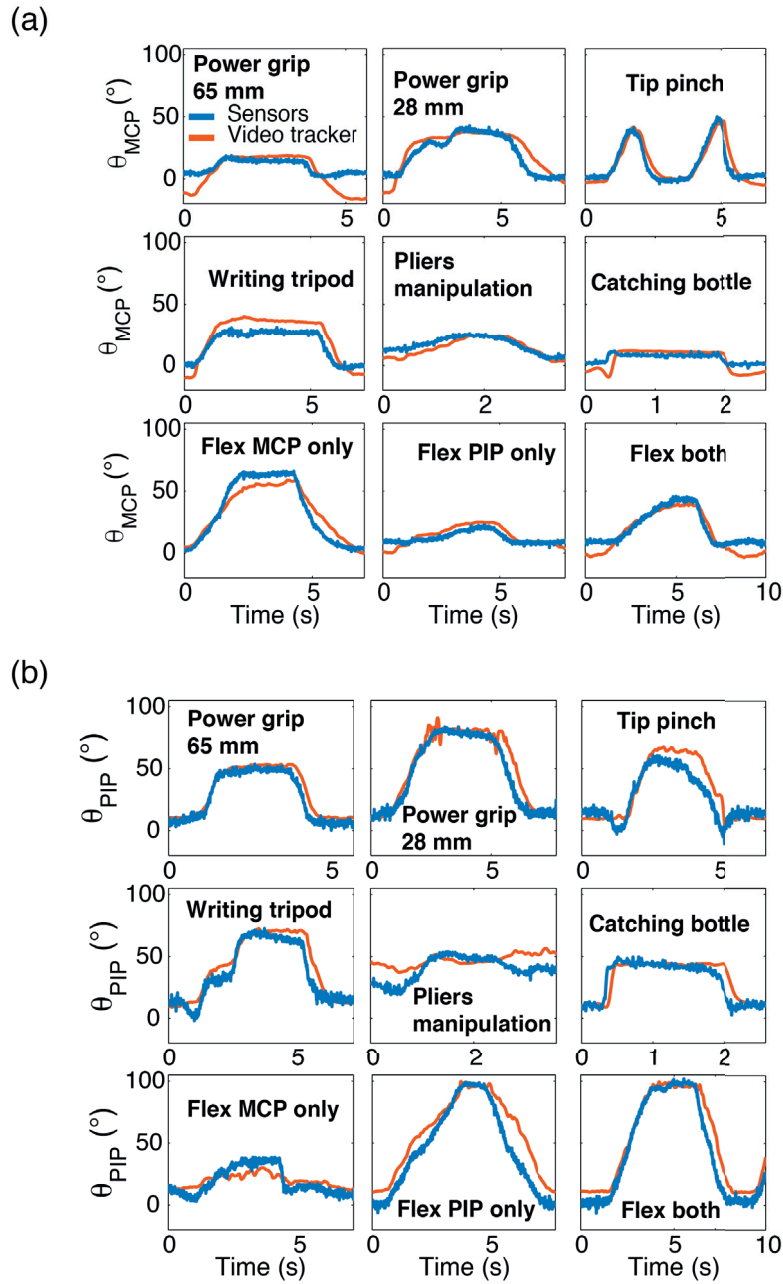 (a)
100
50
0
θMCP (°)
Power grip
65 mm
Sensors
Video tracker
0 5
Power grip
28 mm
0 5
Tip pinch
0 5
100
50
0
θMCP (°)
Writing tripod
0 5
Pliers
manipulation
0 2
Catching bottle
0 1 2
100
50
0
θMCP (°)
Flex MCP only
0 5
Time (s)
Flex PIP only
0 5
Time (s)
Flex both
0 5 10
Time (s)
(b)
100
50
0
θPIP (°)
Power grip
65 mm
0 5
Power grip
28 mm
0 5
Tip pinch
0 5
100
50
0
θPIP (°)
Writing tripod
0 5
Pliers
manipulation
0 2
Catching bottle
0 1 2
100
50
0
θPIP (°)
Flex MCP only
0 5
Time (s)
Flex PIP only
0 5
Time (s)
Flex both
0 5 10
Time (s)